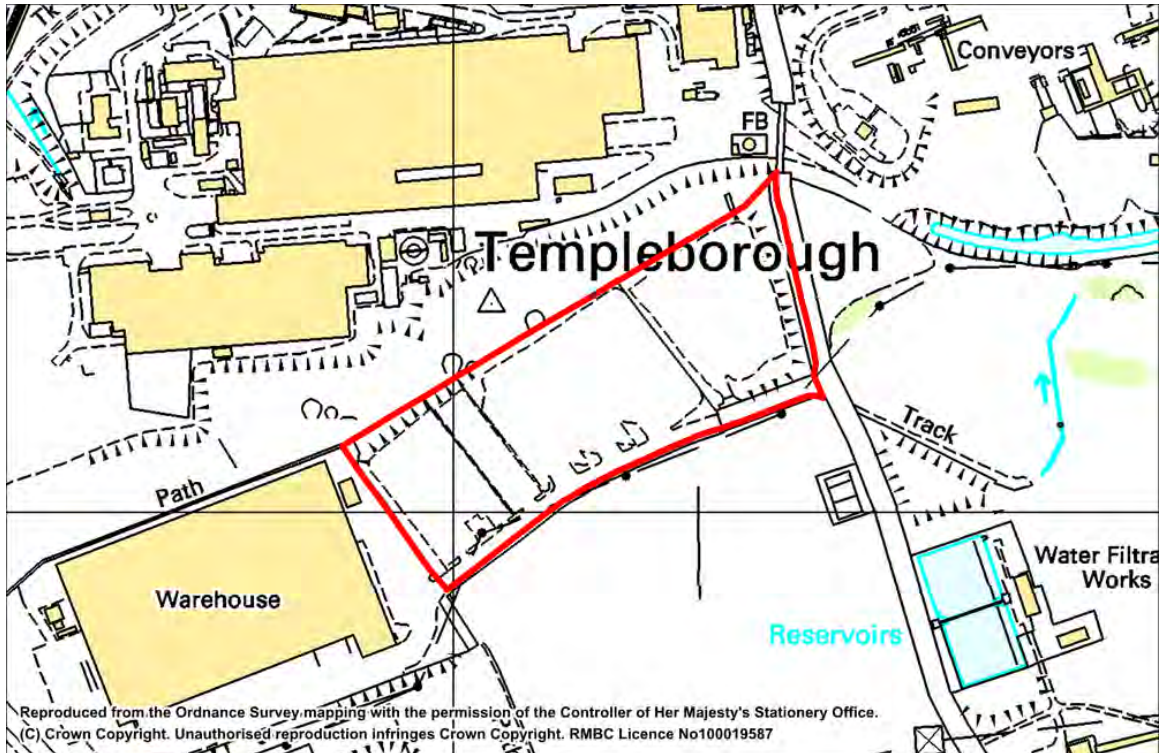 Tk
Conveyors
FB
Templeborough
Track
Path
Warehouse
Water Filtra
Works
Reservoirs
Reproduced from the Ordnance Survey mapping with the permission of the Controller of Her Majesty's Stationery Office.
(C) Crown Copyright. Unauthorised reproduction infringes Crown Copyright. RMBC Licence No100019587